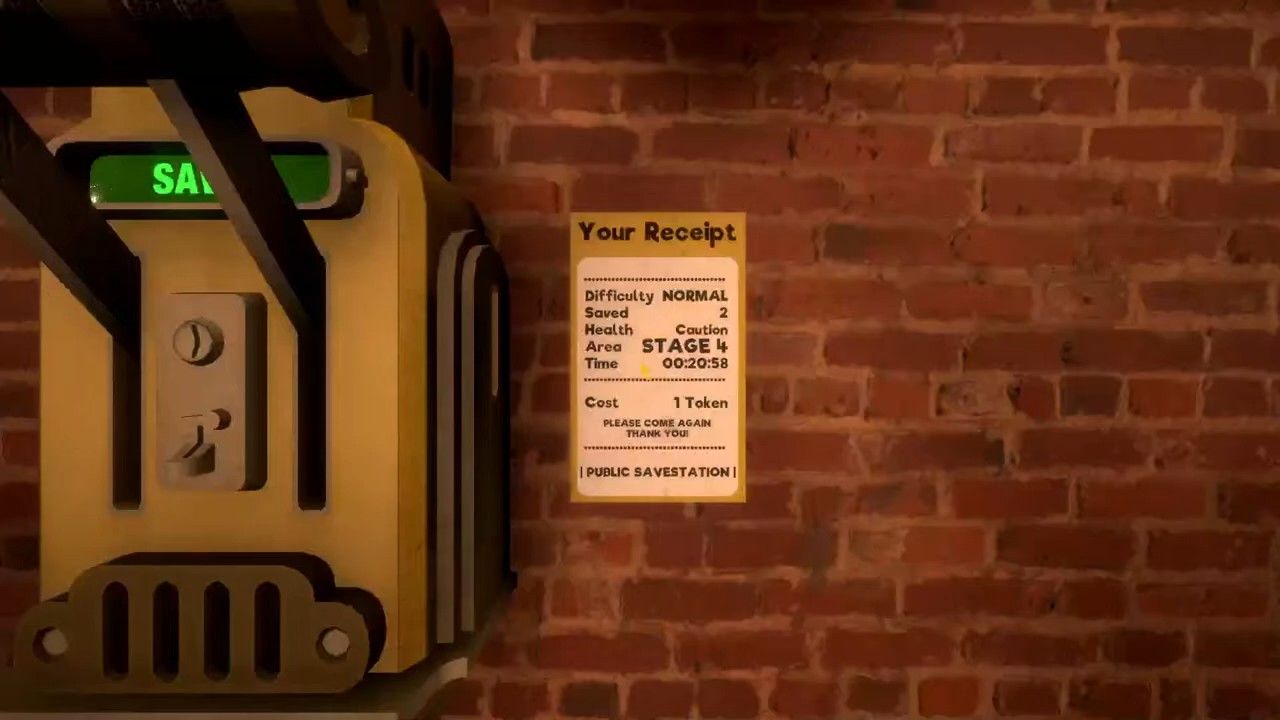 Your Receipt
Difficulty NORMAL
Saved 2
Health Caution
Area STAGE 4
Time 00:20:58
Cost 1 Token
PLEASE COME AGAIN
THANK YOU!
| PUBLIC SAVESTATION |